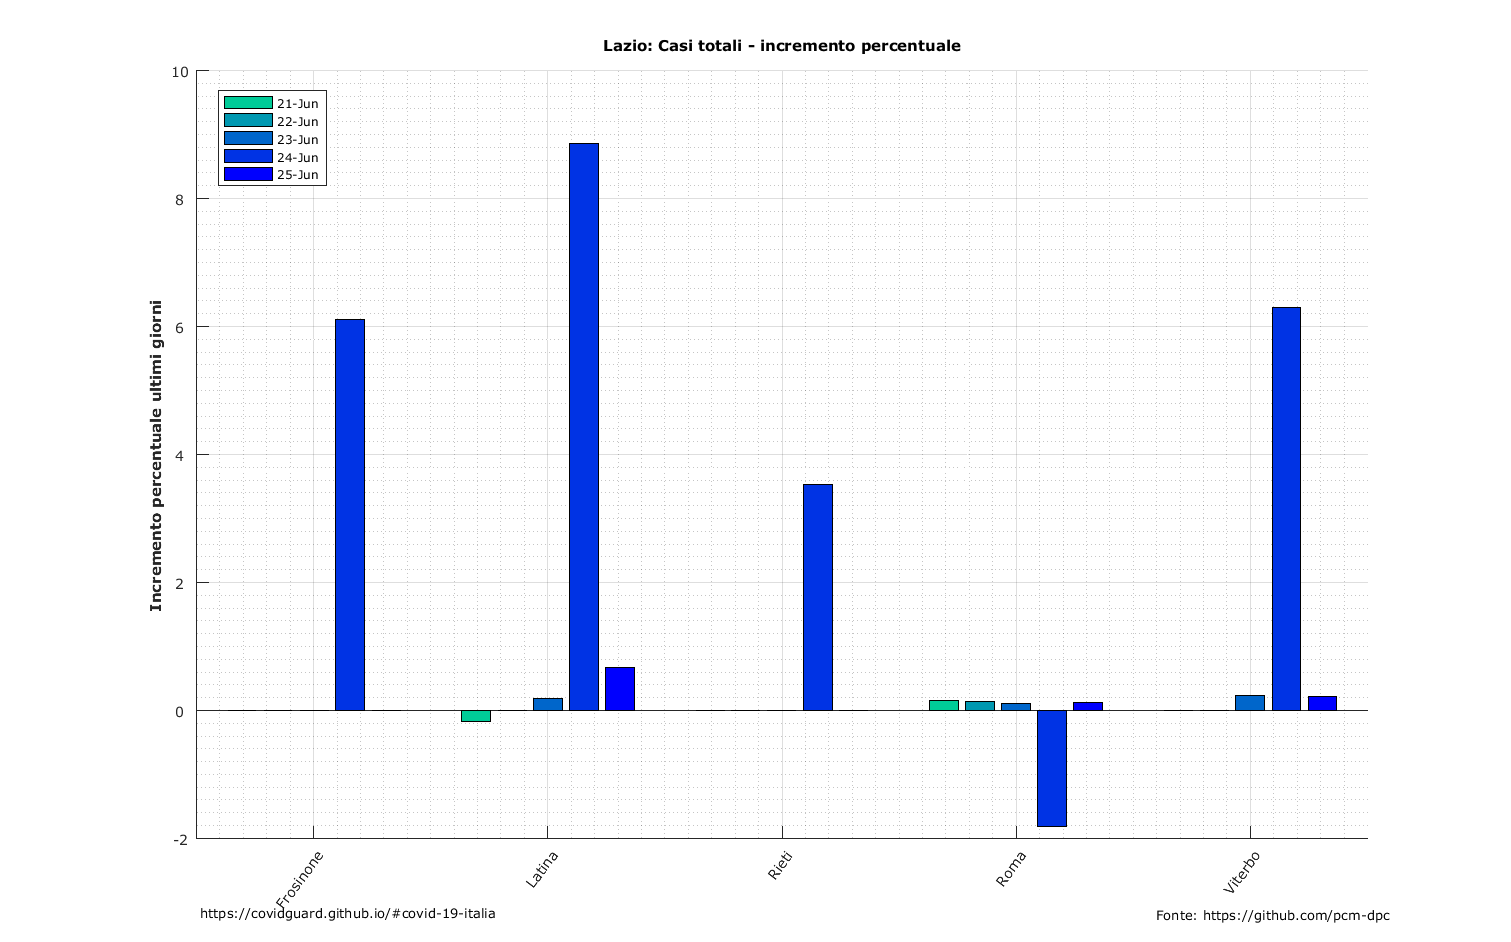 Lazio: Casi totali - incremento percentuale
10
8
6
4
2
0
-2
Incremento percentuale ultimi giorni
21-Jun
22-Jun
23-Jun
24-Jun
25-Jun
Frosinone
Latina
Rieti
Roma
Viterbo
https://covidguard.github.io/#covid-19-italia
Fonte: https://github.com/pcm-dpc